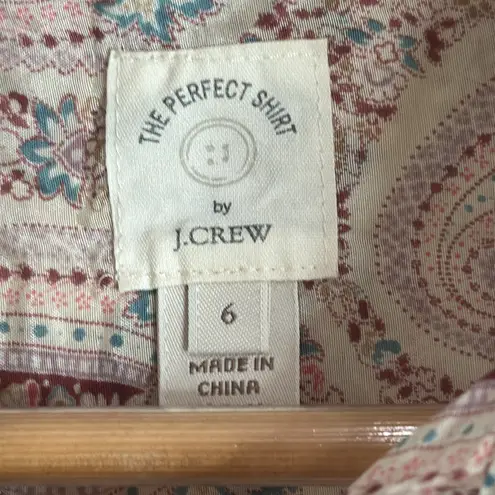 THE PERFECT SHIRT
by
J.CREW
6
MADE IN
CHINA